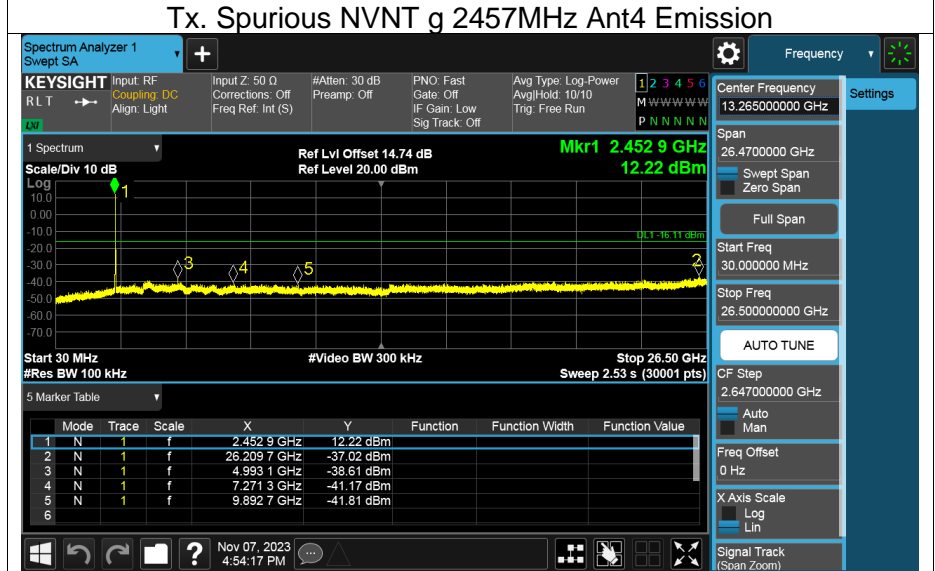 Tx. Spurious NVNT g 2457MHz Ant4 Emission
Spectrum Analyzer 1
Swept SA
+
Frequency
KEYSIGHT
RLT
LXI
Input: RF
Coupling: DC
Align: Light
Input Z: 50 Ω
Corrections: Off
Freq Ref: Int (S)
#Atten: 30 dB
Preamp: Off
PNO: Fast
Gate: Off
IF Gain: Low
Sig Track: Off
Avg Type: Log-Power
Avg|Hold: 10/10
Trig: Free Run
1 2 3 4 5 6
M W W W W W
P N N N N N
Settings
Center Frequency
13.265000000 GHz
Span
26.4700000 GHz
Swept Span
Zero Span
Full Span
Start Freq
30.000000 MHz
Stop Freq
26.500000000 GHz
AUTO TUNE
CF Step
2.647000000 GHz
Auto
Man
Freq Offset
0 Hz
X Axis Scale
Log
Lin
Signal Track
(Span Zoom)
1 Spectrum
Scale/Div 10 dB
Ref Lvl Offset 14.74 dB
Ref Level 20.00 dBm
Mkr1 2.452 9 GHz
12.22 dBm
Log
10.0
0.00
-10.0
-20.0
-30.0
-40.0
-50.0
-60.0
-70.0
1
3
4
5
2
DL1 -16.11 dBm
Start 30 MHz
#Res BW 100 kHz
#Video BW 300 kHz
Stop 26.50 GHz
Sweep 2.53 s (30001 pts)
5 Marker Table
Mode Trace Scale X Y Function Function Width Function Value
1 N 1 f 2.452 9 GHz 12.22 dBm
2 N 1 f 26.209 7 GHz -37.02 dBm
3 N 1 f 4.993 1 GHz -38.61 dBm
4 N 1 f 7.271 3 GHz -41.17 dBm
5 N 1 f 9.892 7 GHz -41.81 dBm
6
?
Nov 07, 2023
4:54:17 PM